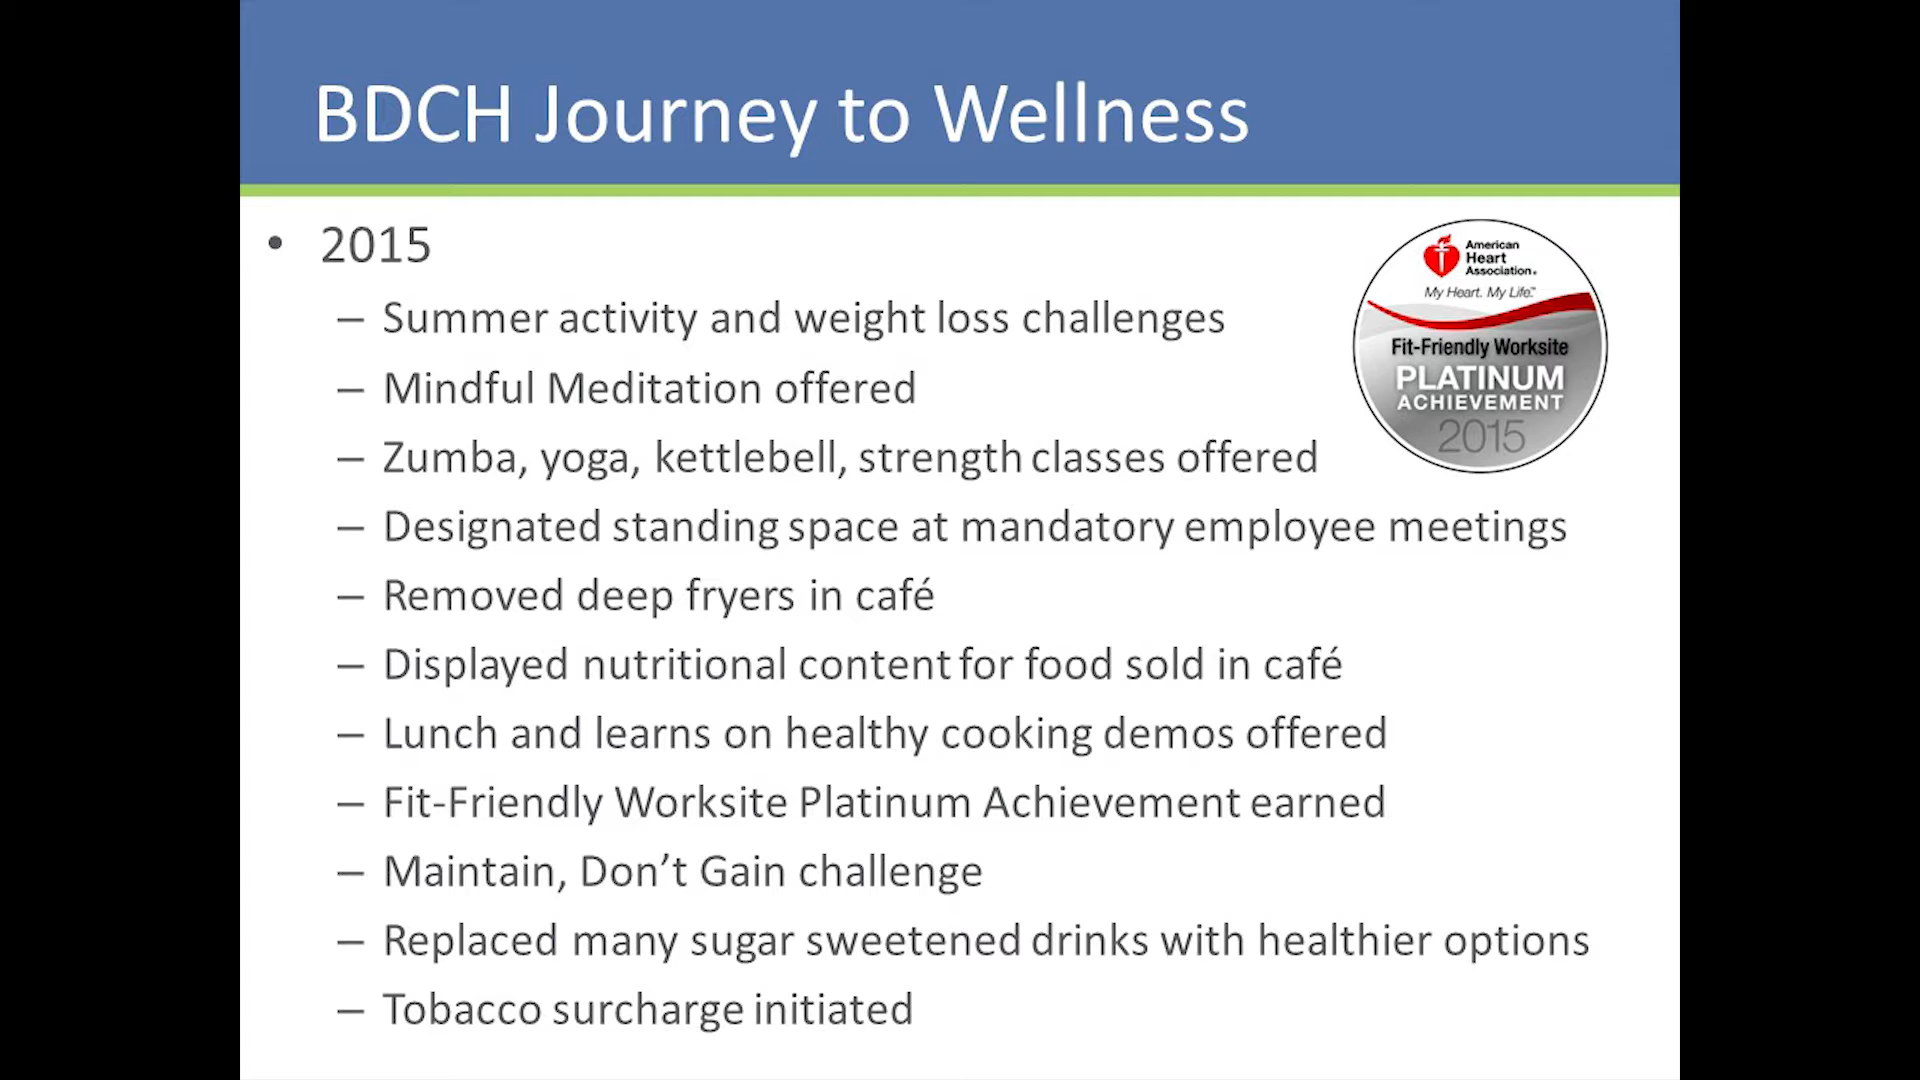 BDCH Journey to Wellness
• 2015
– Summer activity and weight loss challenges
– Mindful Meditation offered
– Zumba, yoga, kettlebell, strength classes offered
– Designated standing space at mandatory employee meetings
– Removed deep fryers in café
– Displayed nutritional content for food sold in café
– Lunch and learns on healthy cooking demos offered
– Fit-Friendly Worksite Platinum Achievement earned
– Maintain, Don’t Gain challenge
– Replaced many sugar sweetened drinks with healthier options
– Tobacco surcharge initiated
American
Heart
Association®
My Heart. My Life.™
Fit-Friendly Worksite
PLATINUM
ACHIEVEMENT
2015